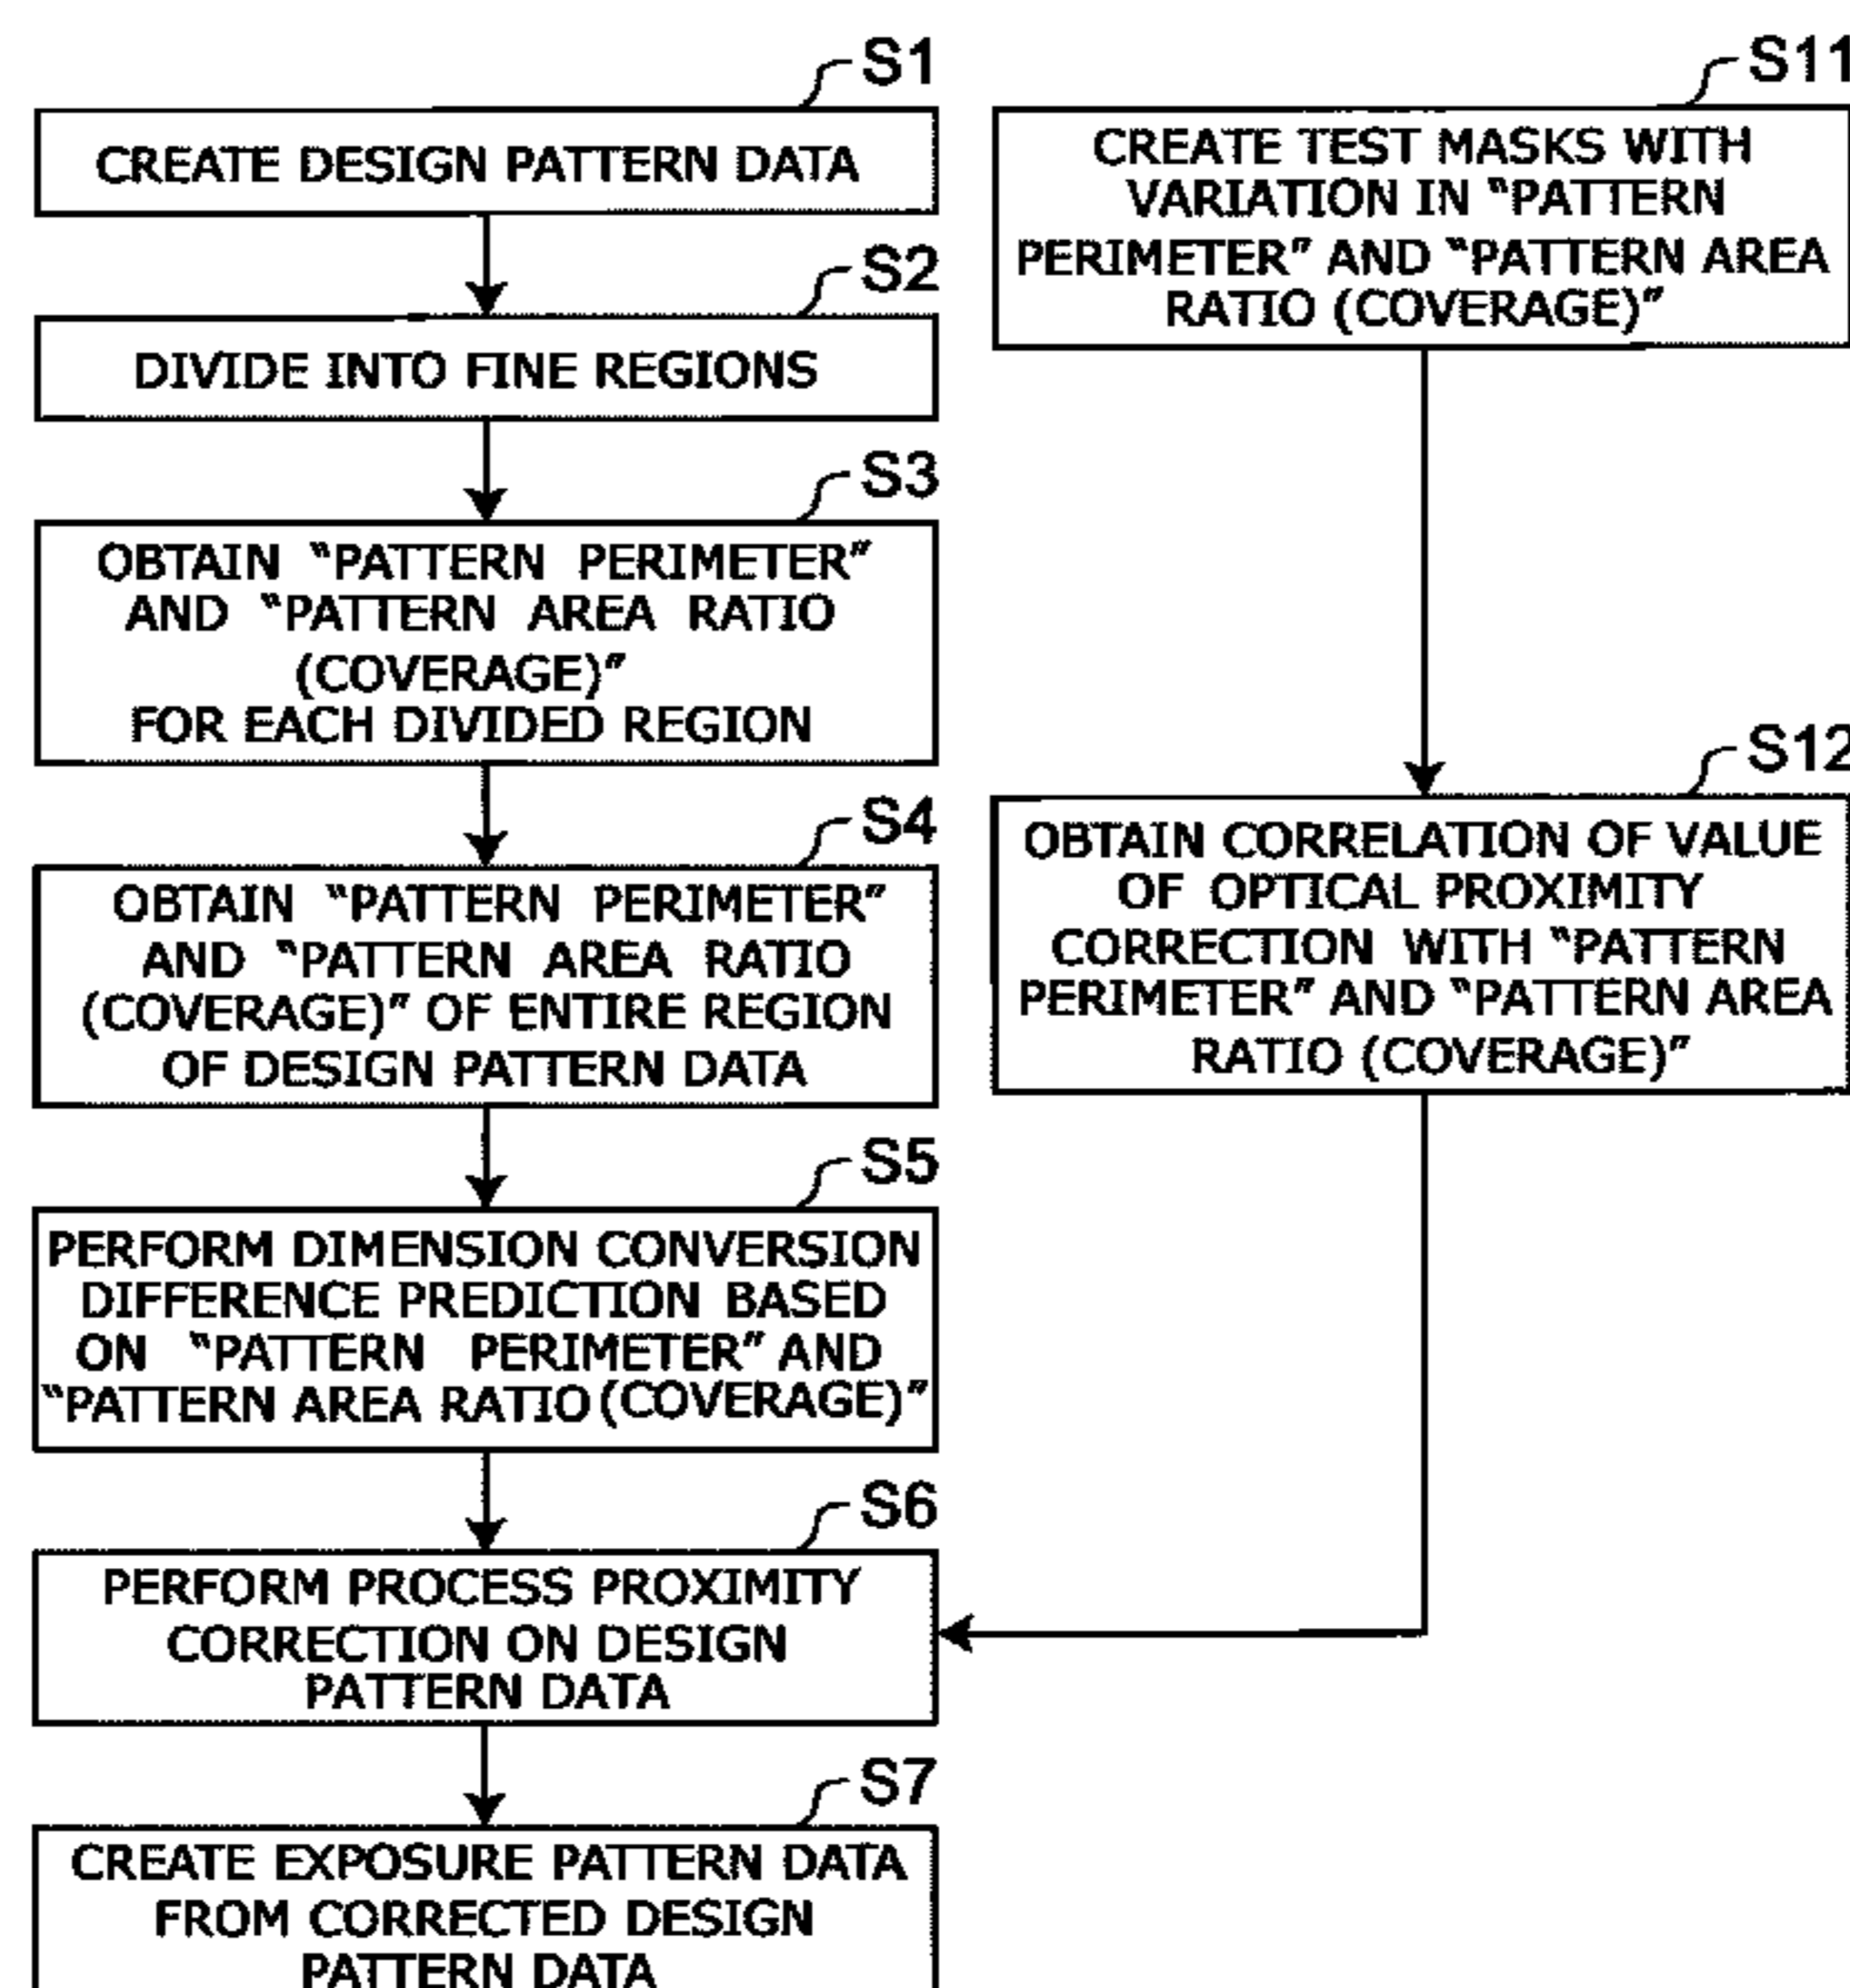 S1
CREATE DESIGN PATTERN DATA
S2
DIVIDE INTO FINE REGIONS
S3
OBTAIN “PATTERN PERIMETER”
AND “PATTERN AREA RATIO
(COVERAGE)”
FOR EACH DIVIDED REGION
S4
OBTAIN “PATTERN PERIMETER”
AND “PATTERN AREA RATIO
(COVERAGE)” OF ENTIRE REGION
OF DESIGN PATTERN DATA
S5
PERFORM DIMENSION CONVERSION
DIFFERENCE PREDICTION BASED
ON “PATTERN PERIMETER” AND
“PATTERN AREA RATIO (COVERAGE)”
S6
PERFORM PROCESS PROXIMITY
CORRECTION ON DESIGN
PATTERN DATA
S7
CREATE EXPOSURE PATTERN DATA
FROM CORRECTED DESIGN
PATTERN DATA
S11
CREATE TEST MASKS WITH
VARIATION IN “PATTERN
PERIMETER” AND “PATTERN AREA
RATIO (COVERAGE)”
S12
OBTAIN CORRELATION OF VALUE
OF OPTICAL PROXIMITY
CORRECTION WITH “PATTERN
PERIMETER” AND “PATTERN AREA
RATIO (COVERAGE)”